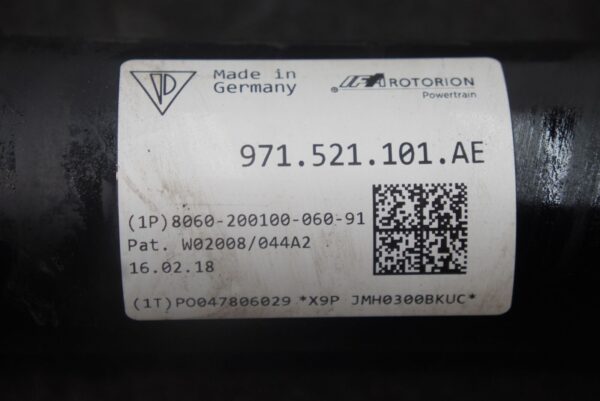 Made in
Germany
IFA ROTORION
®
Powertrain
971.521.101.AE
(1P)8060-200100-060-91
Pat. WO2008/044A2
16.02.18
(1T)PO047806029 *X9P JMH0300BKUC*